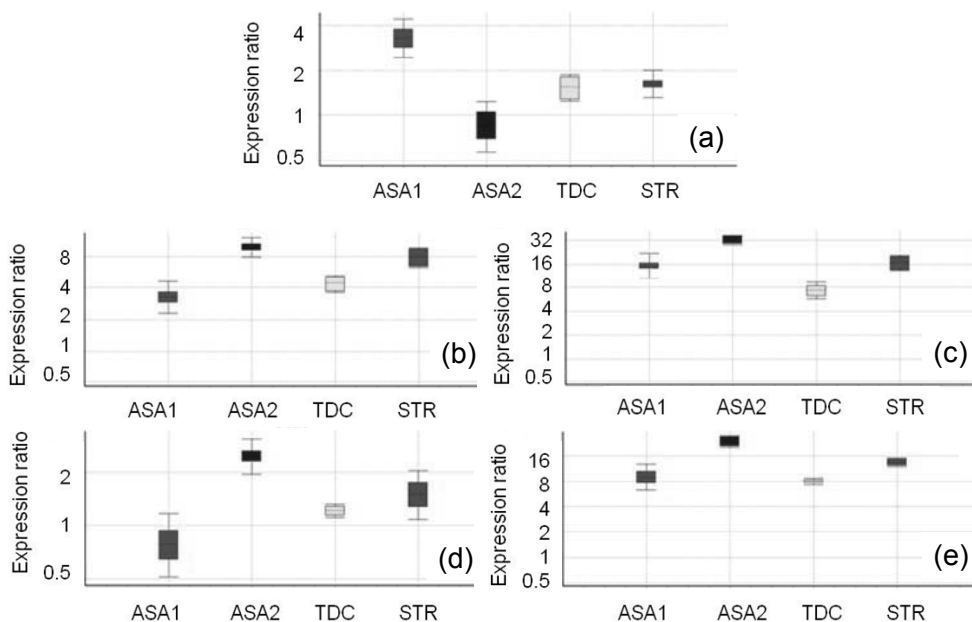 Expression ratio
4
2
1
0.5
(a)
ASA1 ASA2 TDC STR
Expression ratio
8
4
2
1
0.5
(b)
ASA1 ASA2 TDC STR
Expression ratio
32
16
8
4
2
1
0.5
(c)
ASA1 ASA2 TDC STR
Expression ratio
2
1
0.5
(d)
ASA1 ASA2 TDC STR
Expression ratio
16
8
4
2
1
0.5
(e)
ASA1 ASA2 TDC STR